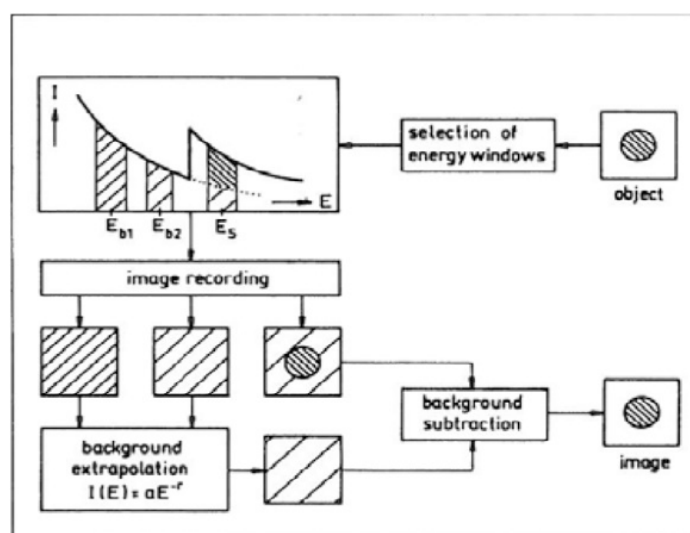 I
selection of
energy windows
object
E
E_b1 E_b2 E_S
image recording
background
extrapolation
I(E) = aE^-r
background
subtraction
image